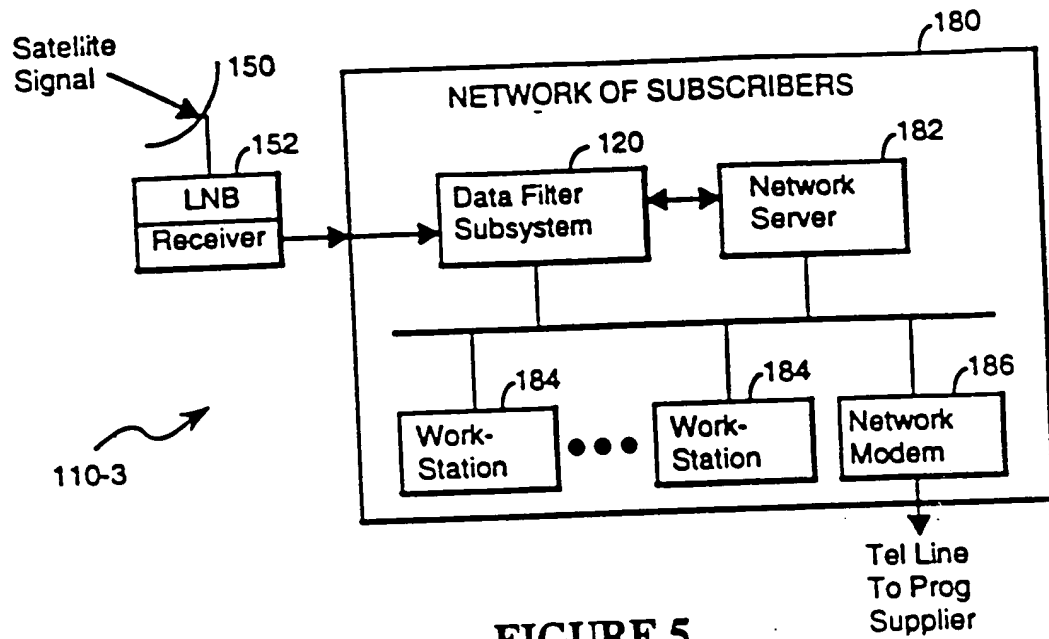 Satellite
Signal
150
180
NETWORK OF SUBSCRIBERS
152
LNB
Receiver
120
Data Filter
Subsystem
182
Network
Server
184
Work-
Station
184
Work-
Station
186
Network
Modem
110-3
Tel Line
To Prog
Supplier
FIGURE 5